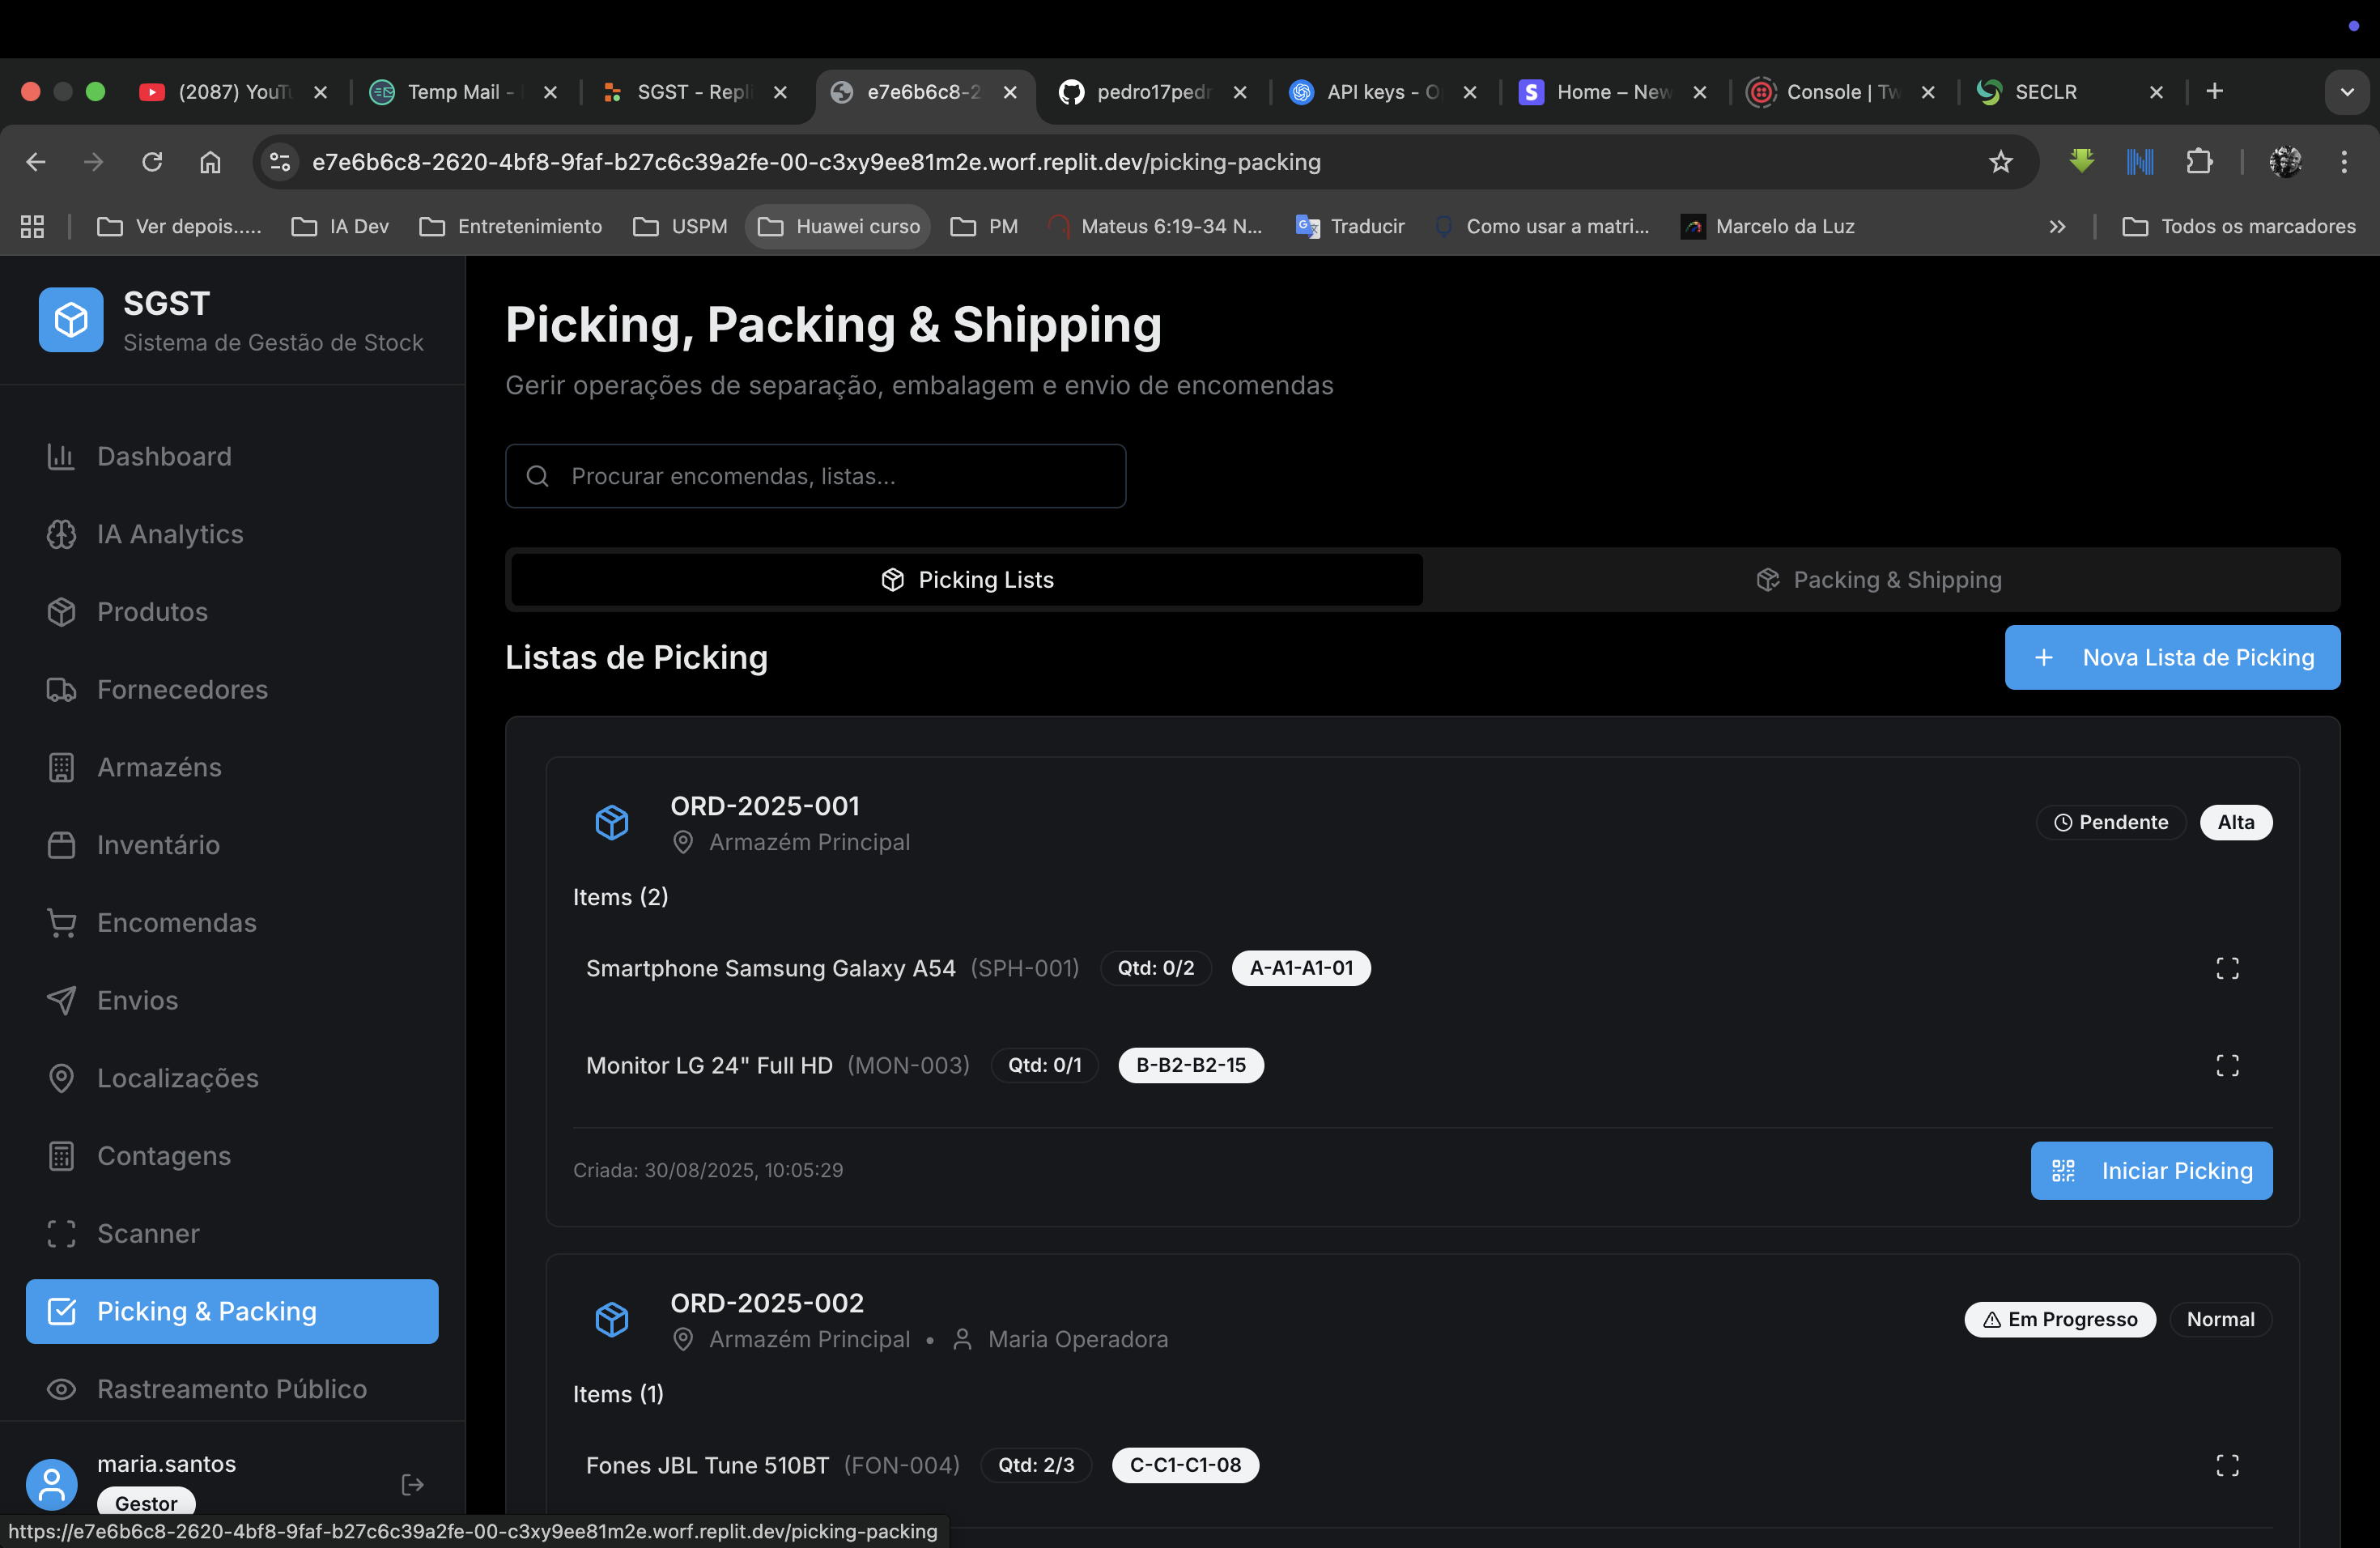 (2087) YouTu
Temp Mail -
SGST - Repli
e7e6b6c8-2
pedro17pedr
API keys - O
Home – New
Console | Tw
SECLR
e7e6b6c8-2620-4bf8-9faf-b27c6c39a2fe-00-c3xy9ee81m2e.worf.replit.dev/picking-packing
Ver depois.....
IA Dev
Entretenimiento
USPM
Huawei curso
PM
Mateus 6:19-34 N...
Traducir
Como usar a matri...
Marcelo da Luz
Todos os marcadores
SGST
Sistema de Gestão de Stock
Dashboard
IA Analytics
Produtos
Fornecedores
Armazéns
Inventário
Encomendas
Envios
Localizações
Contagens
Scanner
Picking & Packing
Rastreamento Público
maria.santos
Gestor
https://e7e6b6c8-2620-4bf8-9faf-b27c6c39a2fe-00-c3xy9ee81m2e.worf.replit.dev/picking-packing
Picking, Packing & Shipping
Gerir operações de separação, embalagem e envio de encomendas
Procurar encomendas, listas...
Picking Lists
Packing & Shipping
Listas de Picking
Nova Lista de Picking
ORD-2025-001
Armazém Principal
Pendente
Alta
Items (2)
Smartphone Samsung Galaxy A54 (SPH-001) Qtd: 0/2 A-A1-A1-01
Monitor LG 24" Full HD (MON-003) Qtd: 0/1 B-B2-B2-15
Criada: 30/08/2025, 10:05:29
Iniciar Picking
ORD-2025-002
Armazém Principal • Maria Operadora
Em Progresso
Normal
Items (1)
Fones JBL Tune 510BT (FON-004) Qtd: 2/3 C-C1-C1-08